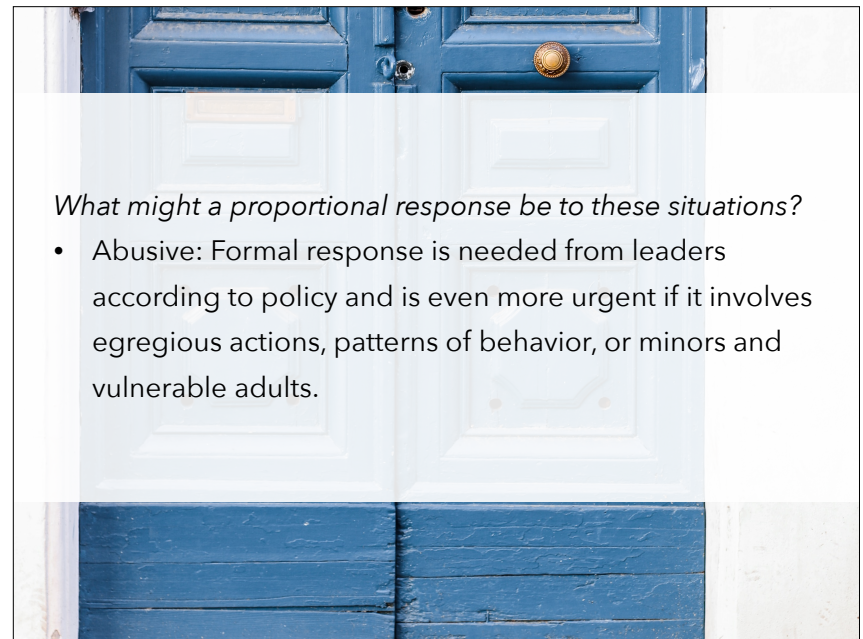 What might a proportional response be to these situations?
• Abusive: Formal response is needed from leaders
according to policy and is even more urgent if it involves
egregious actions, patterns of behavior, or minors and
vulnerable adults.